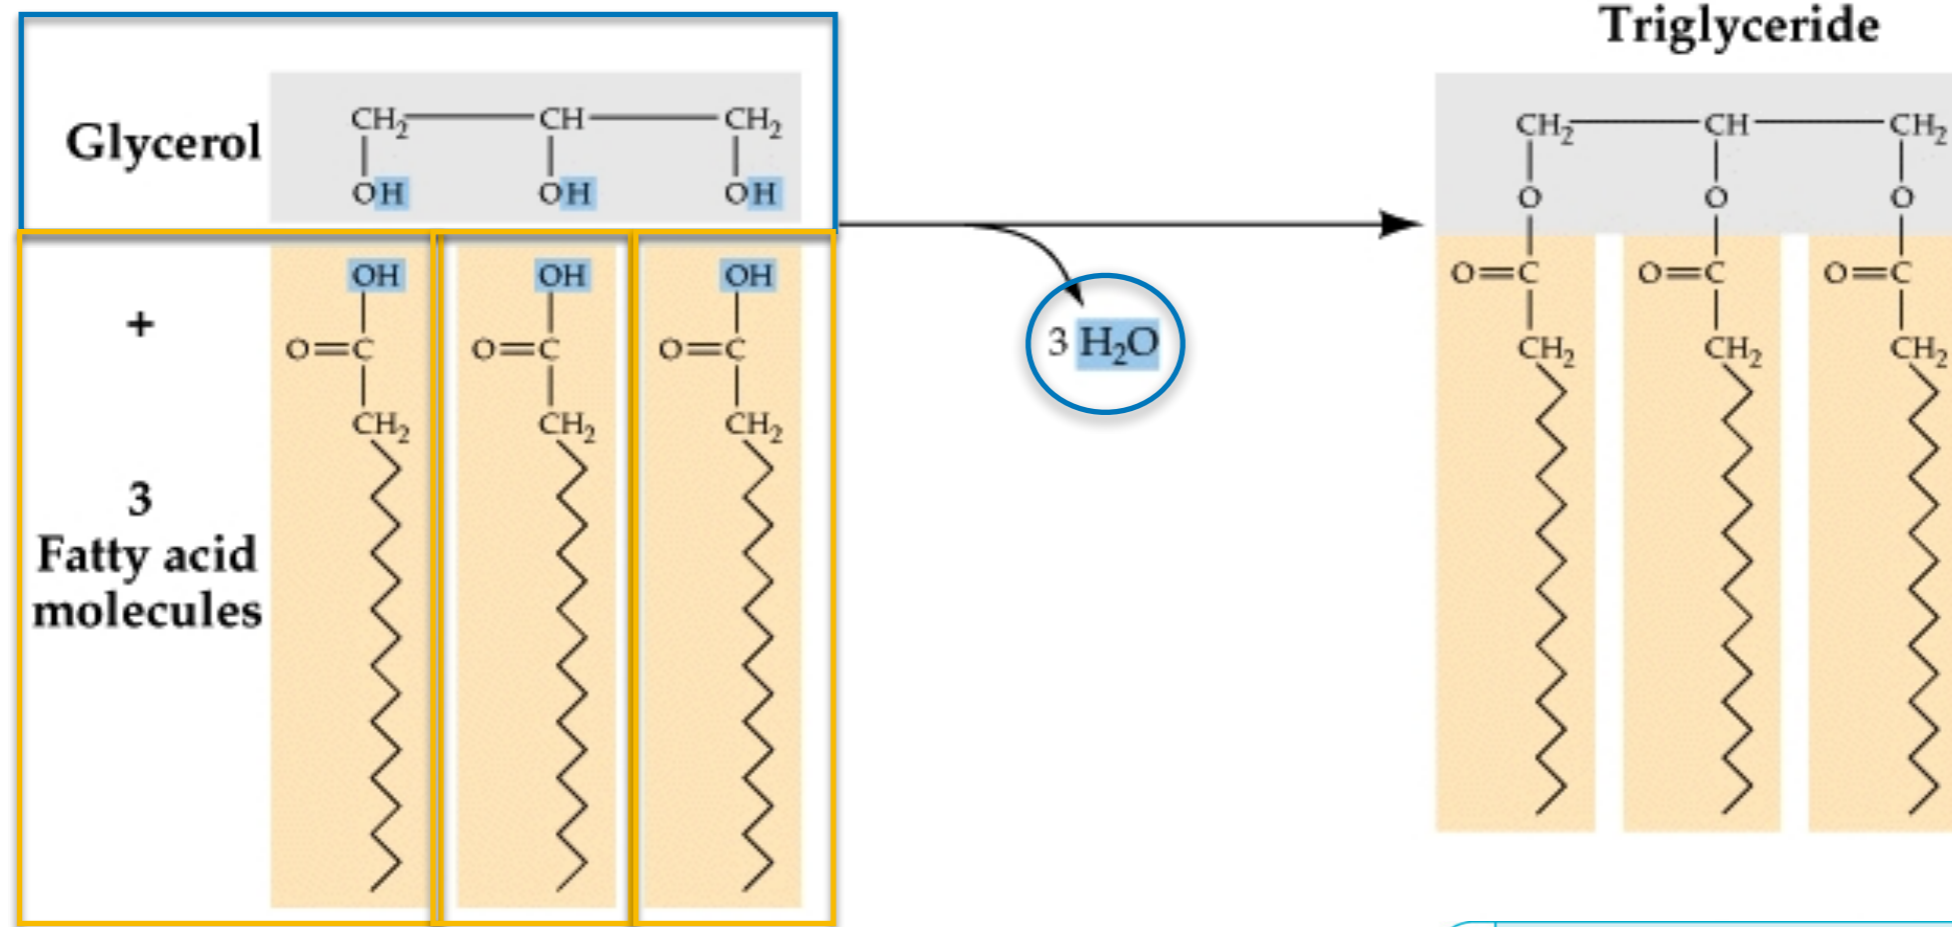 Triglyceride
Glycerol
CH₂ CH CH₂
OH OH OH
CH₂ CH CH₂
O O O
+
OH OH OH
O=C O=C O=C
CH₂ CH₂ CH₂
3 H₂O
O=C O=C O=C
CH₂ CH₂ CH₂
3
Fatty acid
molecules